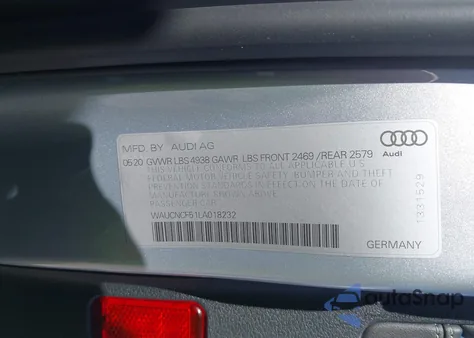 MFD. BY AUDI AG
05.20 GVWR LBS 4938 GAWR LBS FRONT 2469 /REAR 2579
Audi
THIS VEHICLE CONFORMS TO ALL APPLICABLE U.S.
FEDERAL MOTOR VEHICLE SAFETY, BUMPER AND THEFT
PREVENTION STANDARDS IN EFFECT ON THE DATE OF
MANUFACTURE SHOWN ABOVE.
PASSENGER CAR
WAUCNCF51LA018232
1331529
GERMANY
autoSnap